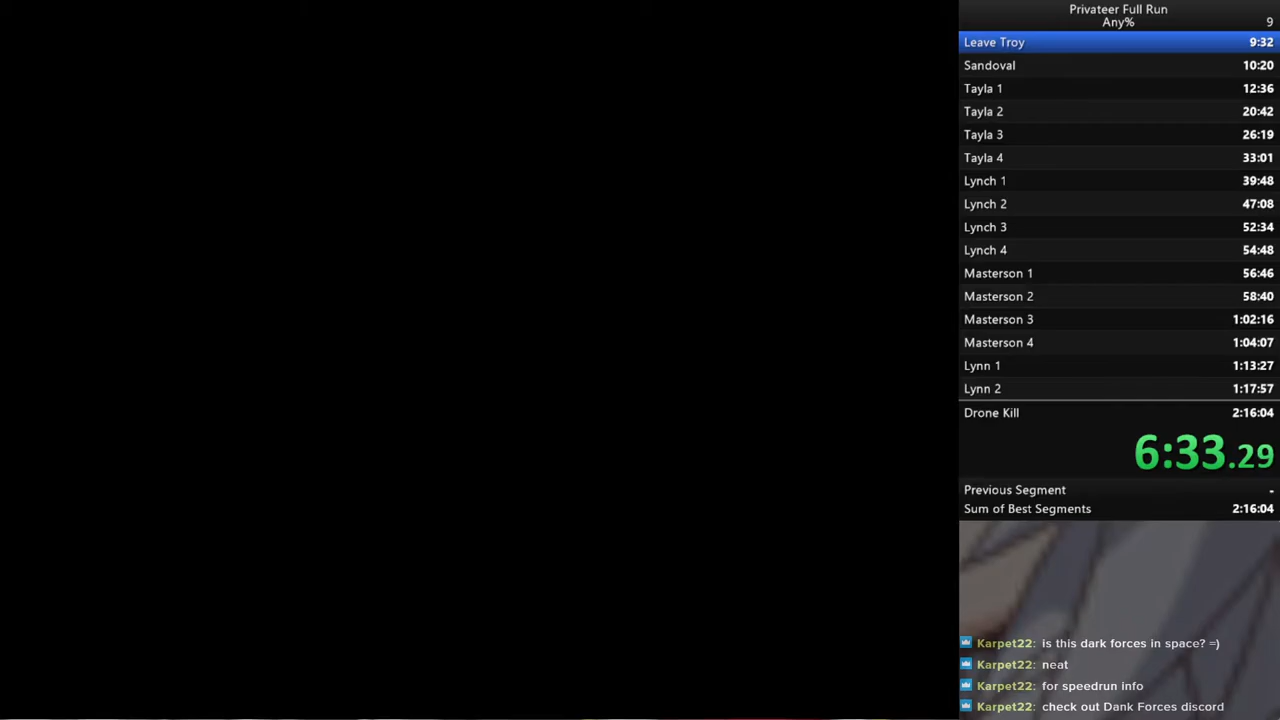 Privateer Full Run
Any% 9
Leave Troy 9:32
Sandoval 10:20
Tayla 1 12:36
Tayla 2 20:42
Tayla 3 26:19
Tayla 4 33:01
Lynch 1 39:48
Lynch 2 47:08
Lynch 3 52:34
Lynch 4 54:48
Masterson 1 56:46
Masterson 2 58:40
Masterson 3 1:02:16
Masterson 4 1:04:07
Lynn 1 1:13:27
Lynn 2 1:17:57
Drone Kill 2:16:04
6:33.29
Previous Segment -
Sum of Best Segments 2:16:04
Karpet22: is this dark forces in space? =)
Karpet22: neat
Karpet22: for speedrun info
Karpet22: check out Dank Forces discord